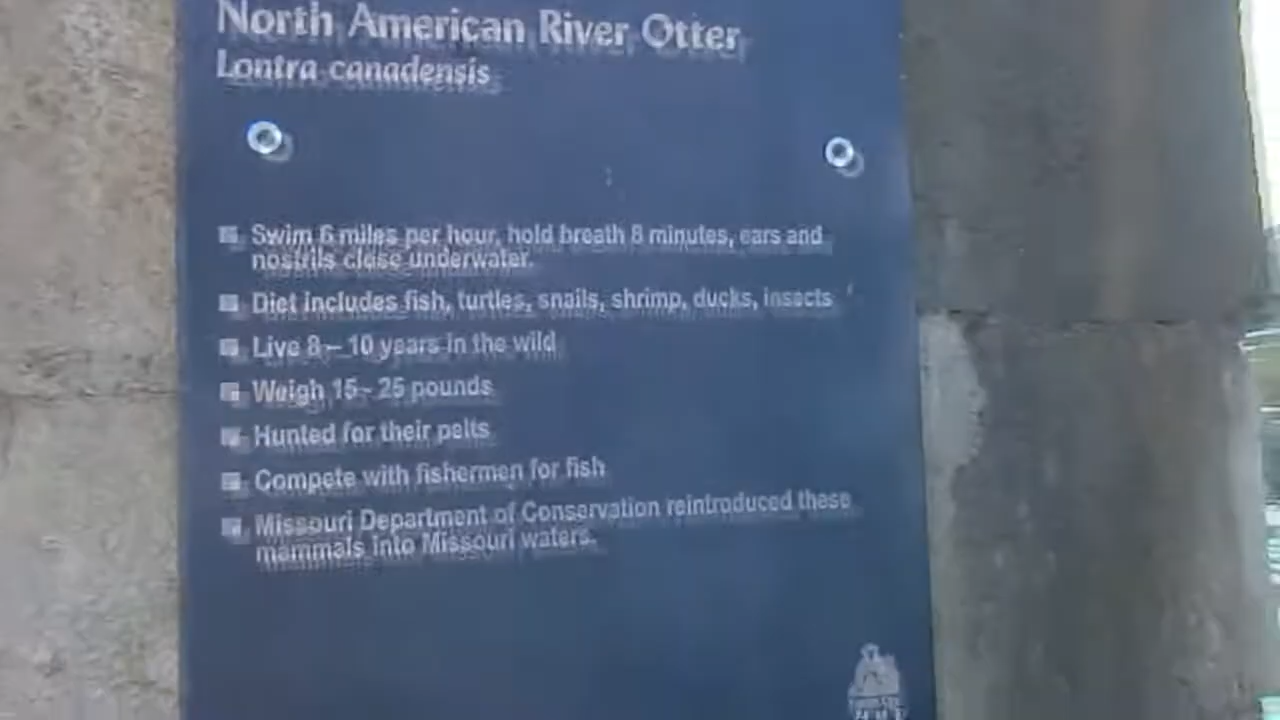 North American River Otter
Lontra canadensis
Swim 6 miles per hour, hold breath 8 minutes, ears and
nostrils close underwater.
Diet includes fish, turtles, snails, shrimp, ducks, insects
Live 8 – 10 years in the wild
Weigh 15 - 25 pounds
Hunted for their pelts
Compete with fishermen for fish
Missouri Department of Conservation reintroduced these
mammals into Missouri waters.